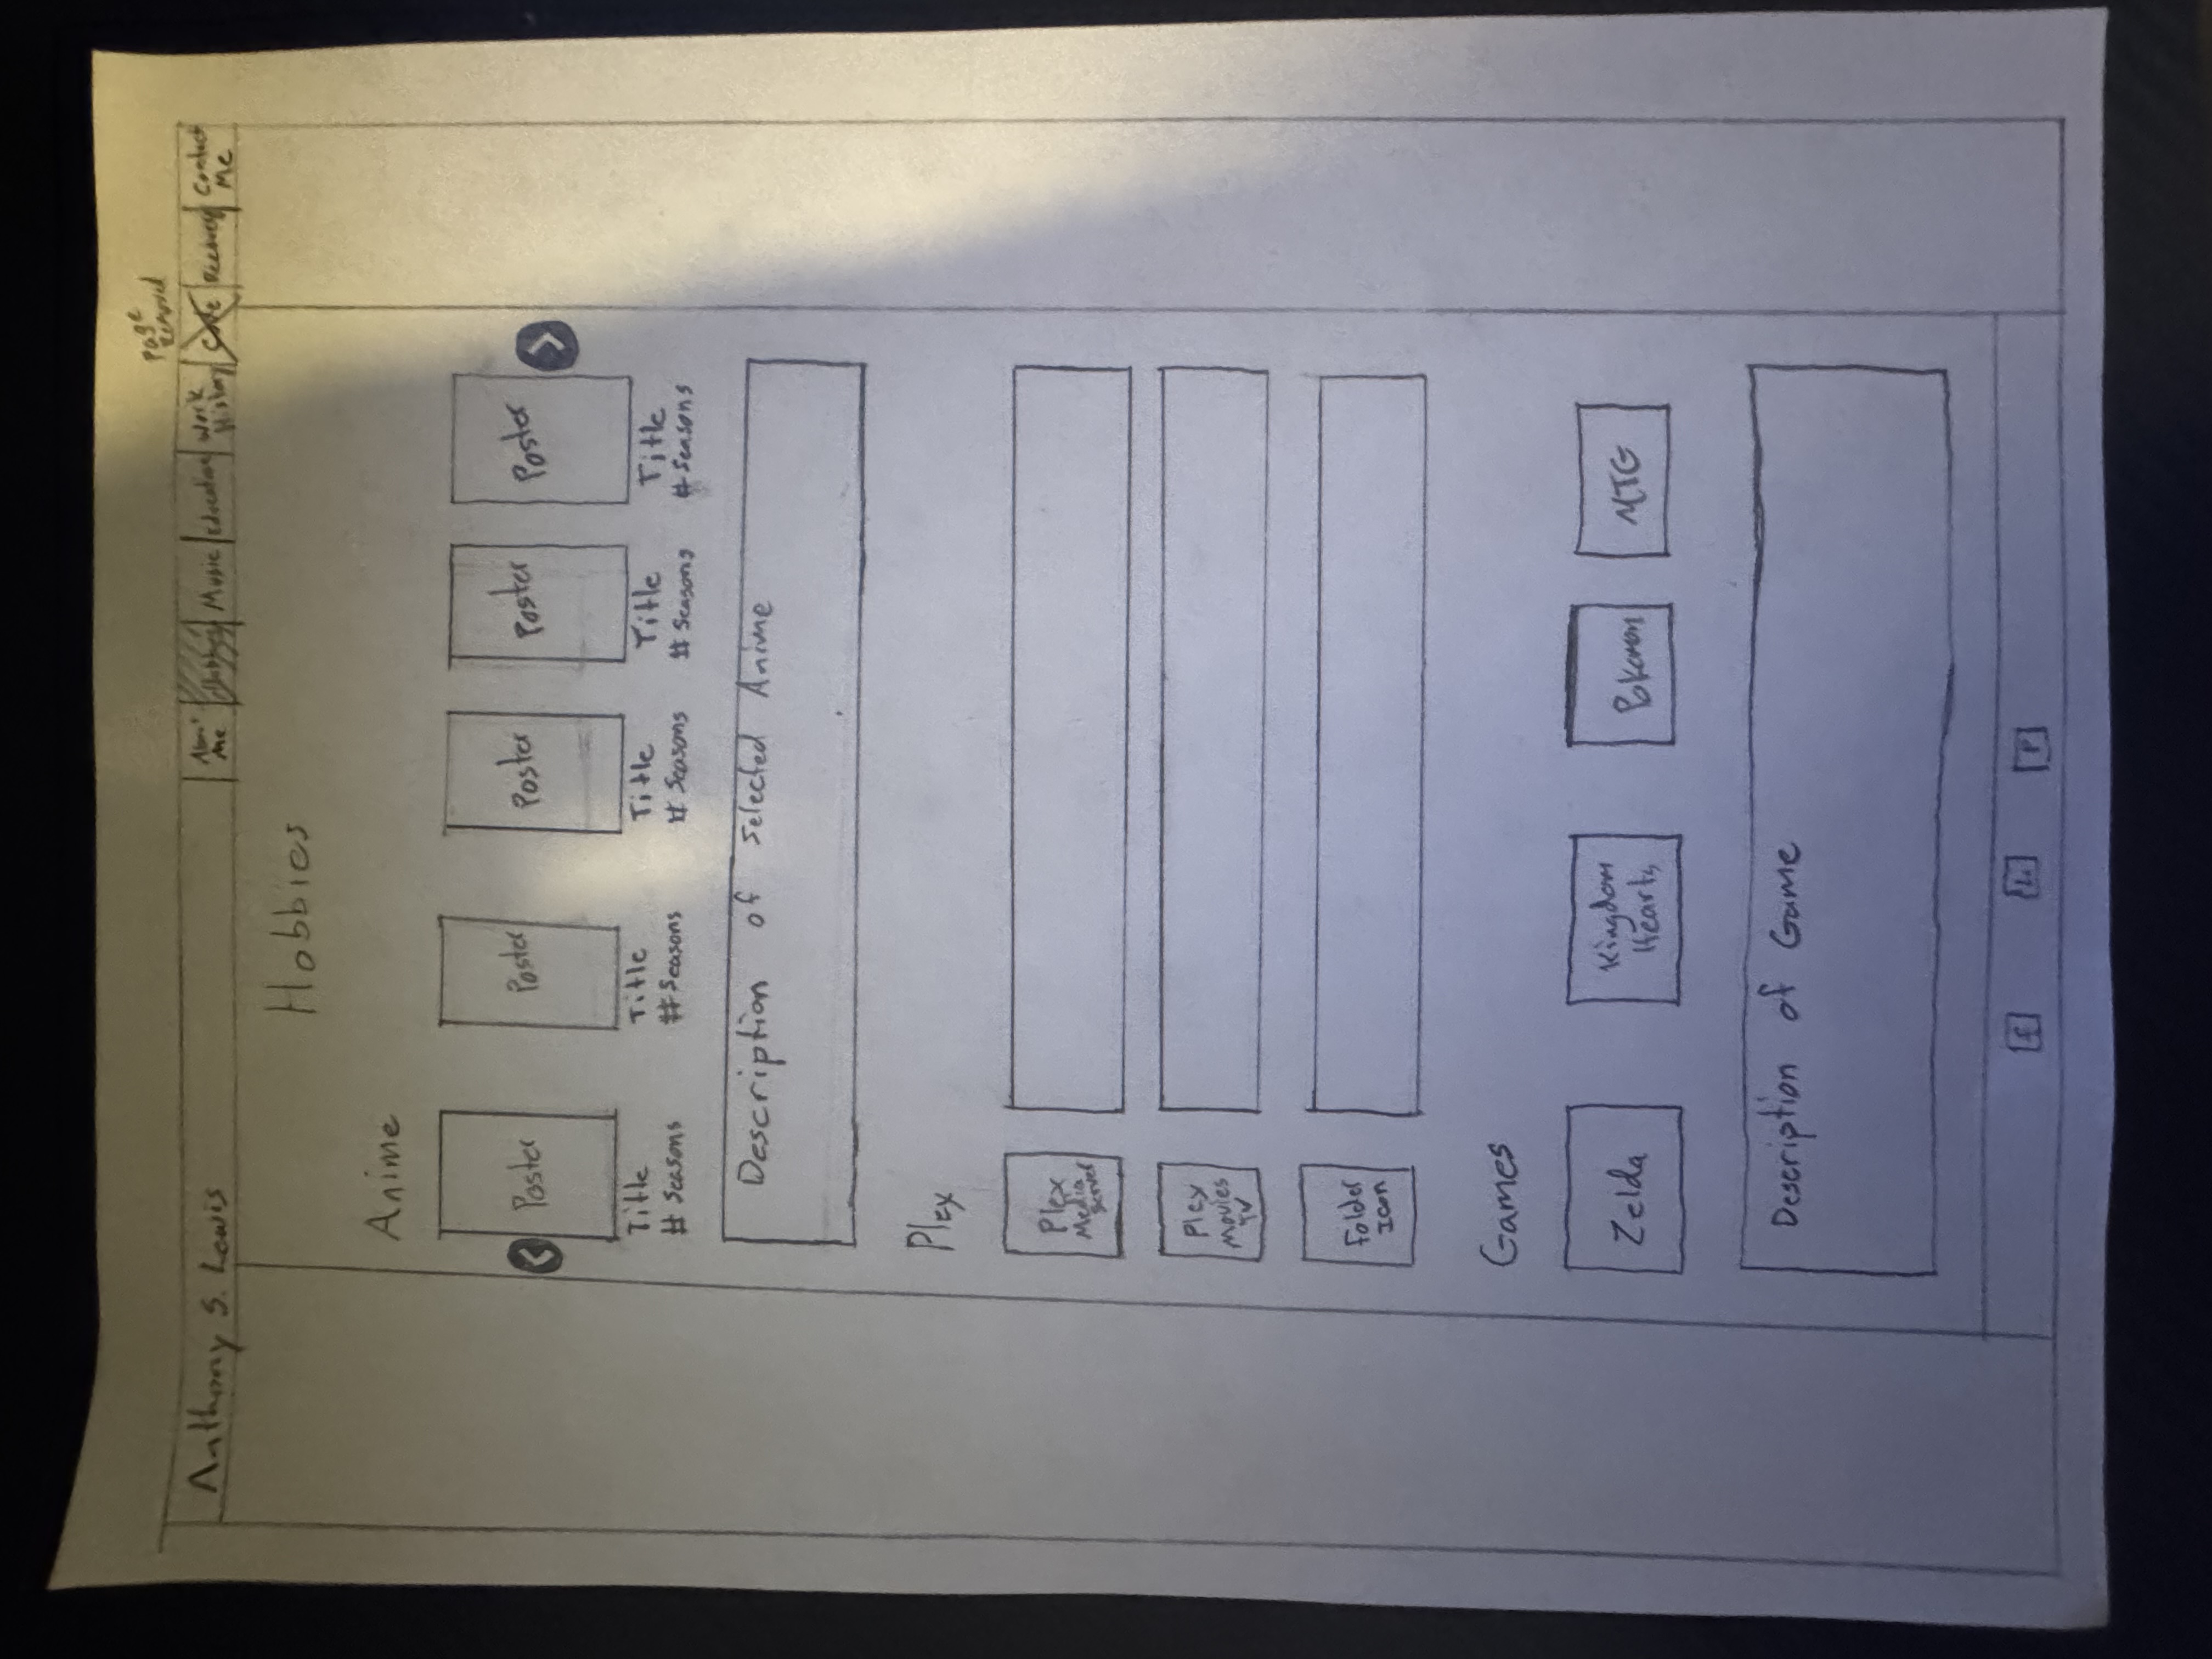 Page
Removed
Anthony S. Lewis
About
Me
Hobbies
Music
Education
Work
History
Code
Recovery
Contact
Me
Hobbies
Anime
Poster
Poster
Poster
Poster
Poster
Title
# Seasons
Title
# Seasons
Title
# Seasons
Title
# Seasons
Title
# Seasons
Description of Selected Anime
Plex
Plex
Media
Server
Plex
Movies
TV
Folder
Icon
Games
Zelda
Kingdom
Hearts
Pokemon
MTG
Description of Game
f
P